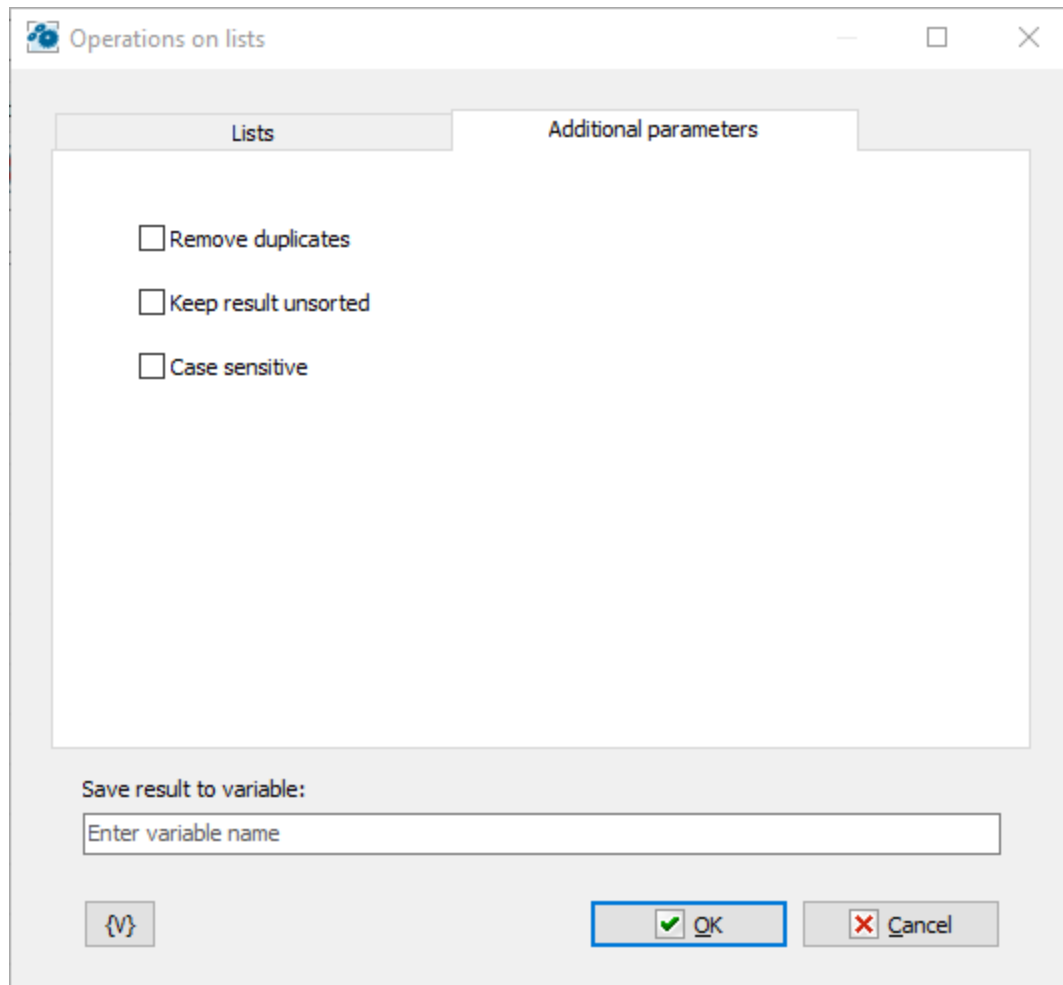 Operations on lists
Lists
Additional parameters
Remove duplicates
Keep result unsorted
Case sensitive
Save result to variable:
Enter variable name
{V}
OK
Cancel